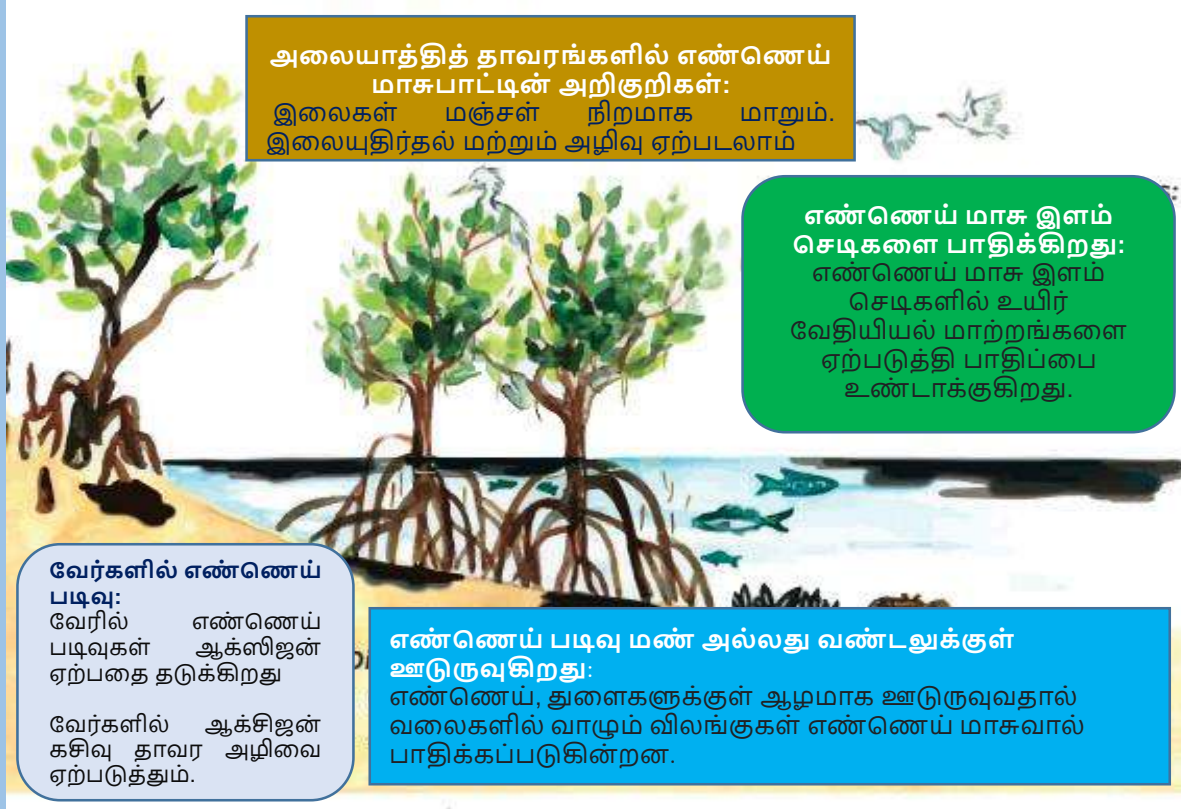 அலையாத்தித் தாவரங்களில் எண்ணெய்
மாசுபாட்டின் அறிகுறிகள்:
இலைகள் மஞ்சள் நிறமாக மாறும்.
இலையுதிர்தல் மற்றும் அழிவு ஏற்படலாம்
எண்ணெய் மாசு இளம்
செடிகளை பாதிக்கிறது:
எண்ணெய் மாசு இளம்
செடிகளில் உயிர்
வேதியியல் மாற்றங்களை
ஏற்படுத்தி பாதிப்பை
உண்டாக்குகிறது.
வேர்களில் எண்ணெய்
படிவு:
வேரில் எண்ணெய்
படிவுகள் ஆக்ஸிஜன்
ஏற்பதை தடுக்கிறது
வேர்களில் ஆக்சிஜன்
கசிவு தாவர அழிவை
ஏற்படுத்தும்.
எண்ணெய் படிவு மண் அல்லது வண்டலுக்குள்
ஊடுருவுகிறது:
எண்ணெய், துளைகளுக்குள் ஆழமாக ஊடுருவுவதால்
வலைகளில் வாழும் விலங்குகள் எண்ணெய் மாசுவால்
பாதிக்கப்படுகின்றன.